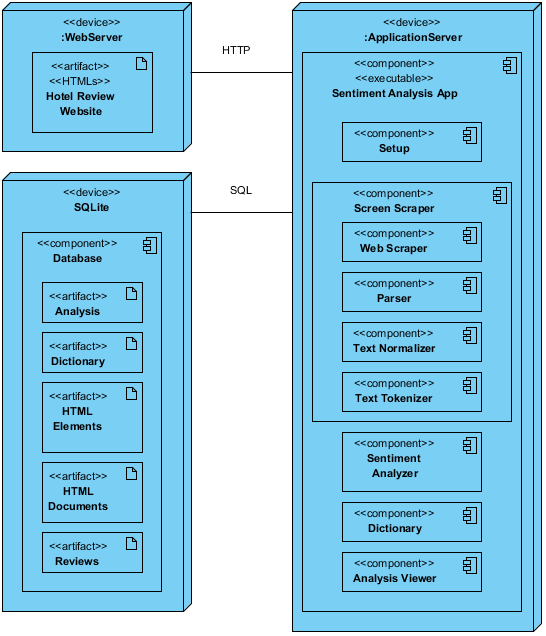 <<device>>
:WebServer
<<artifact>>
<<HTMLs>>
Hotel Review
Website
HTTP
<<device>>
SQLite
<<component>>
Database
<<artifact>>
Analysis
<<artifact>>
Dictionary
<<artifact>>
HTML
Elements
<<artifact>>
HTML
Documents
<<artifact>>
Reviews
SQL
<<device>>
:ApplicationServer
<<component>>
<<executable>>
Sentiment Analysis App
<<component>>
Setup
<<component>>
Screen Scraper
<<component>>
Web Scraper
<<component>>
Parser
<<component>>
Text Normalizer
<<component>>
Text Tokenizer
<<component>>
Sentiment
Analyzer
<<component>>
Dictionary
<<component>>
Analysis Viewer